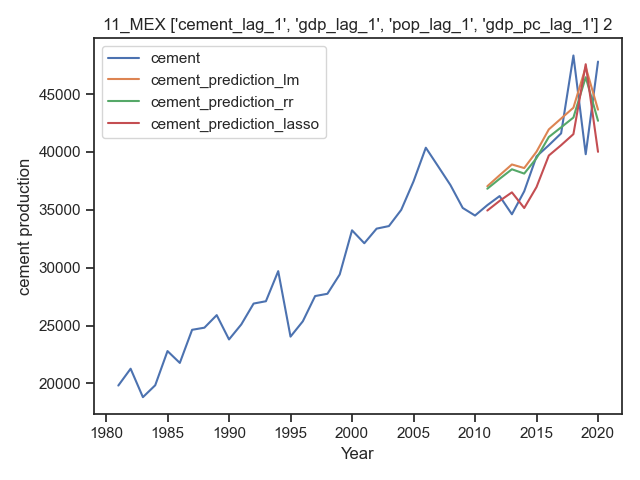 11_MEX ['cement_lag_1', 'gdp_lag_1', 'pop_lag_1', 'gdp_pc_lag_1'] 2
cement
cement_prediction_lm
cement_prediction_rr
cement_prediction_lasso
cement production
45000
40000
35000
30000
25000
20000
1980 1985 1990 1995 2000 2005 2010 2015 2020
Year